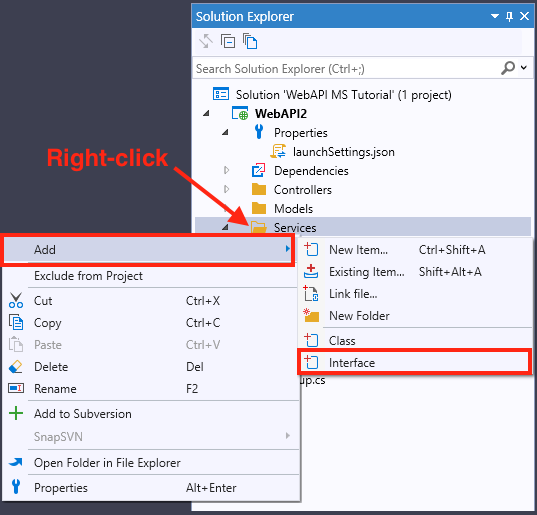 Solution Explorer
Search Solution Explorer (Ctrl+;)
Solution 'WebAPI MS Tutorial' (1 project)
WebAPI2
Properties
launchSettings.json
Right-click
Dependencies
Controllers
Models
Services
Add
Exclude from Project
Cut Ctrl+X
Copy Ctrl+C
Paste Ctrl+V
Delete Del
Rename F2
Add to Subversion
SnapSVN
Open Folder in File Explorer
Properties Alt+Enter
New Item... Ctrl+Shift+A
Existing Item... Shift+Alt+A
Link file...
New Folder
Class
Interface
up.cs